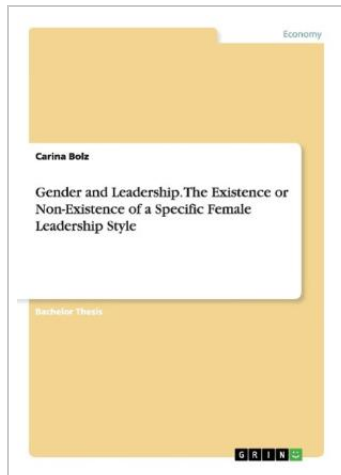 Economy
Carina Bolz
Gender and Leadership. The Existence or
Non-Existence of a Specific Female
Leadership Style
Bachelor Thesis
GRIN